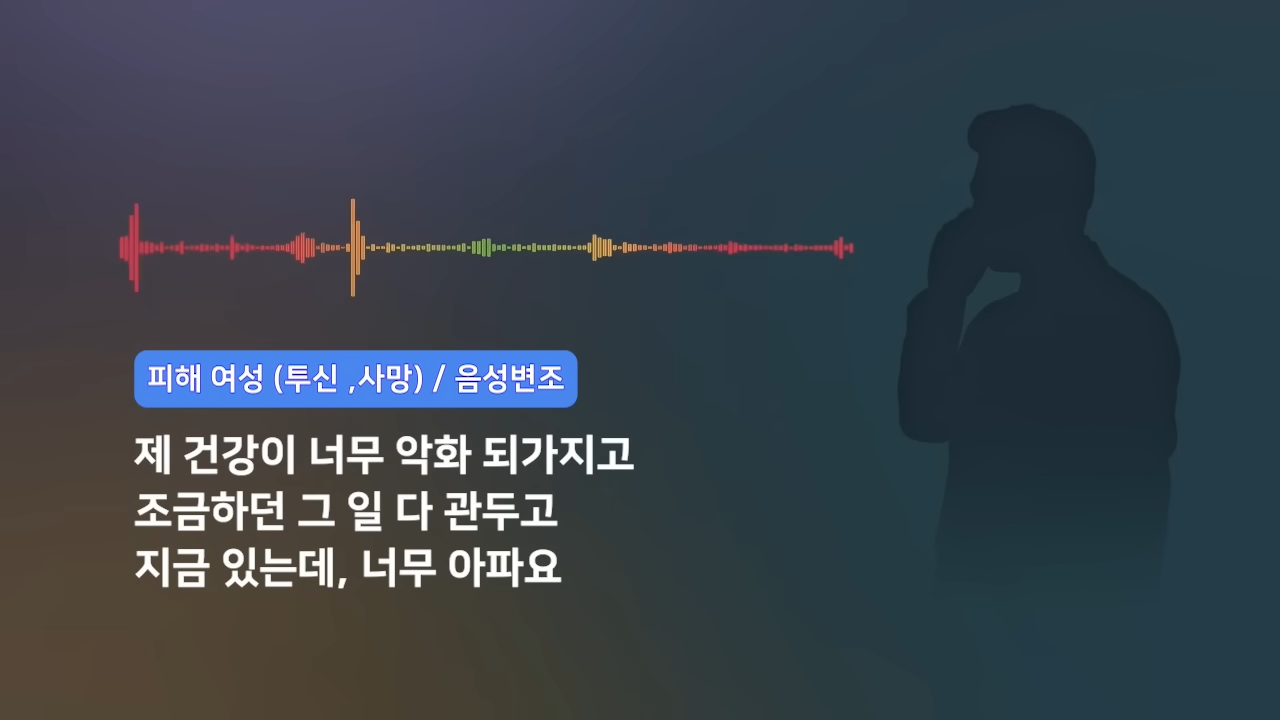 피해 여성 (투신 ,사망) / 음성변조
제 건강이 너무 악화 되가지고
조금하던 그 일 다 관두고
지금 있는데, 너무 아파요